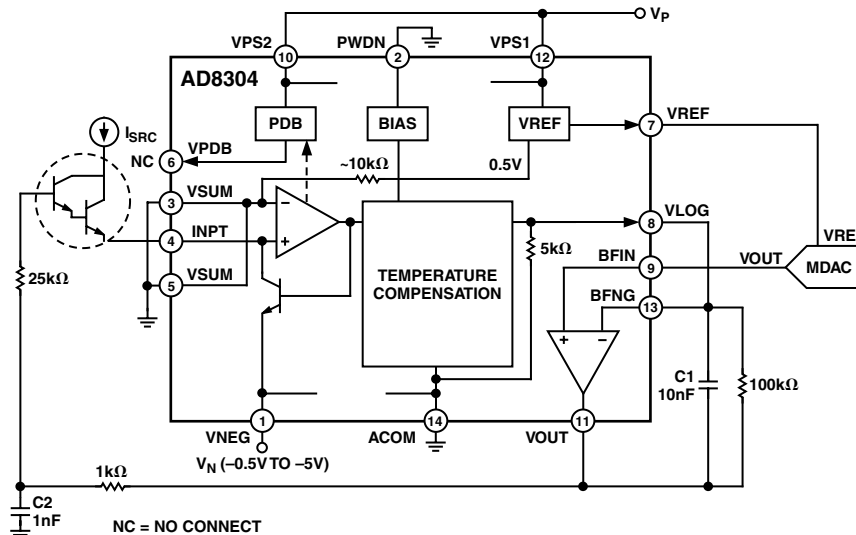 VP
VPS2
PWDN
VPS1
10
2
12
AD8304
PDB
BIAS
VREF
7
VREF
ISRC
VPDB
NC
6
~10kΩ
0.5V
3
VSUM
VLOG
8
4
INPT
5kΩ
VRE
BFIN
VOUT
9
MDAC
25kΩ
5
VSUM
TEMPERATURE
COMPENSATION
BFNG
13
C1
10nF
100kΩ
1
14
11
VNEG
ACOM
VOUT
VN (–0.5V TO –5V)
1kΩ
C2
1nF
NC = NO CONNECT